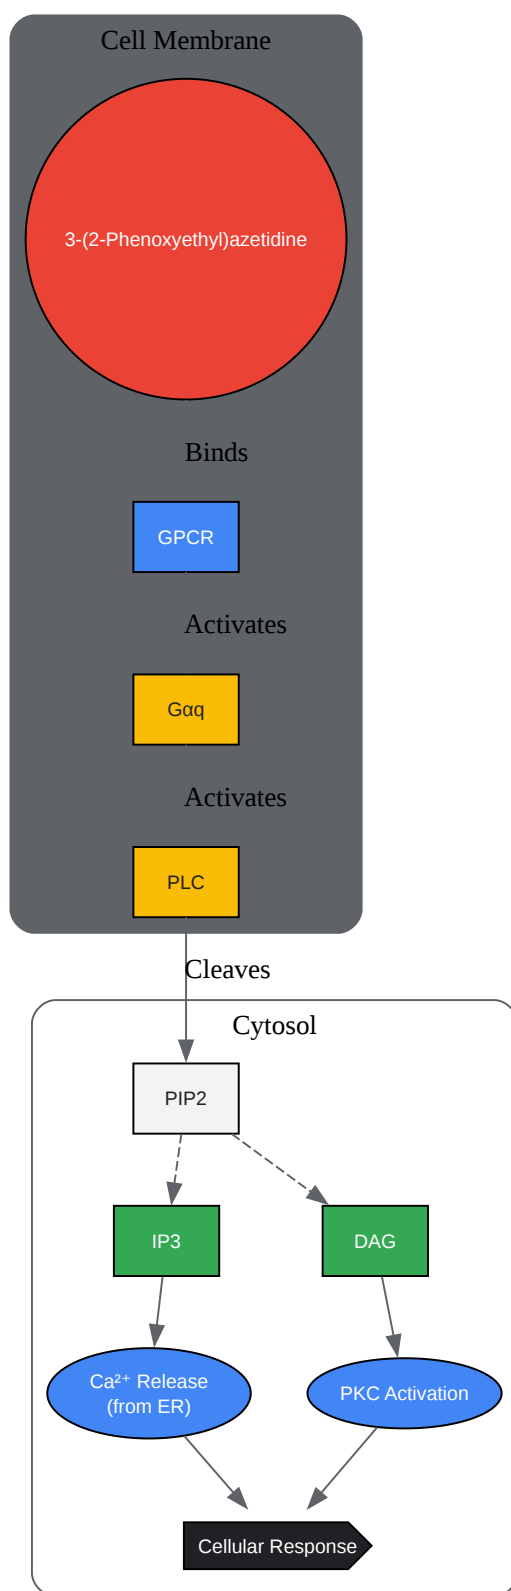 Cell Membrane
3-(2-Phenoxyethyl)azetidine
Binds
GPCR
Activates
Gαq
Activates
PLC
Cleaves
Cytosol
PIP2
IP3
DAG
Ca²⁺ Release
(from ER)
PKC Activation
Cellular Response